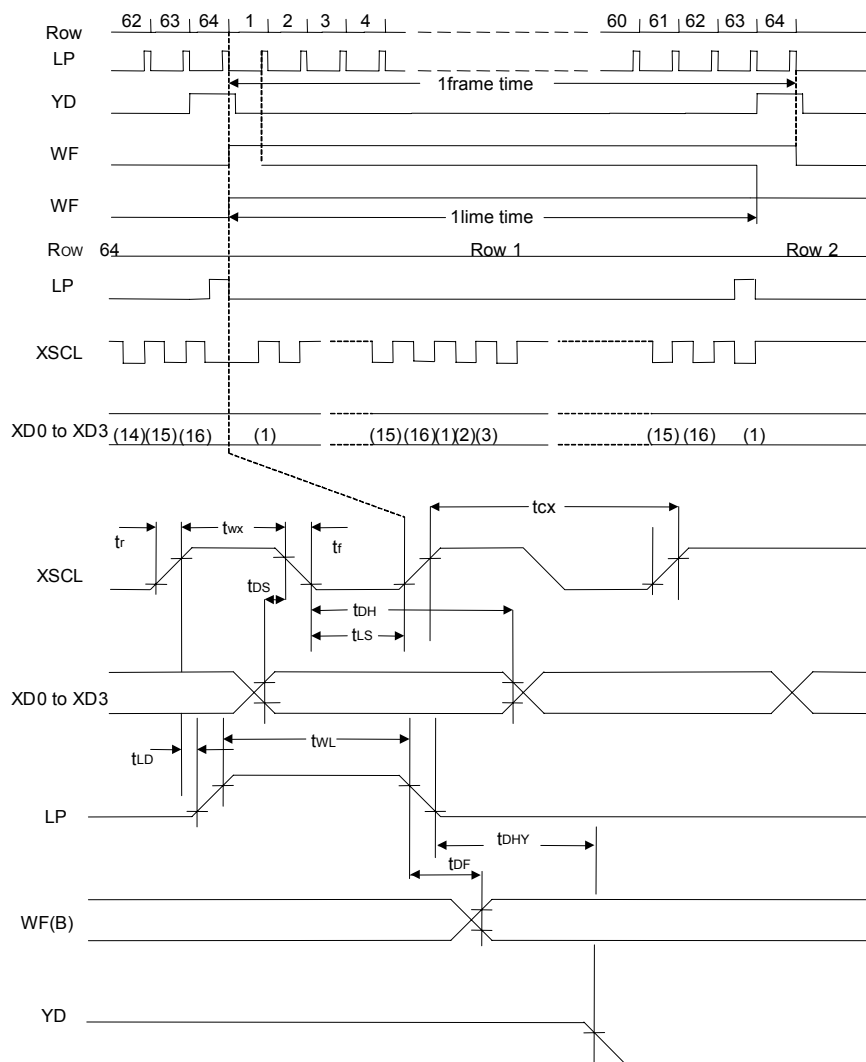 62 63 64 1 2 3 4 60 61 62 63 64
Row
LP
1frame time
YD
WF
WF
1lime time
Row 64 Row 1 Row 2
LP
XSCL
XD0 to XD3
(14)(15)(16) (1) (15)(16)(1)(2)(3) (15)(16) (1)
tcx
tr twx tf
XSCL
tDS
tDH
tLS
XD0 to XD3
tWL
tLD
LP
tDHY
tDF
WF(B)
YD